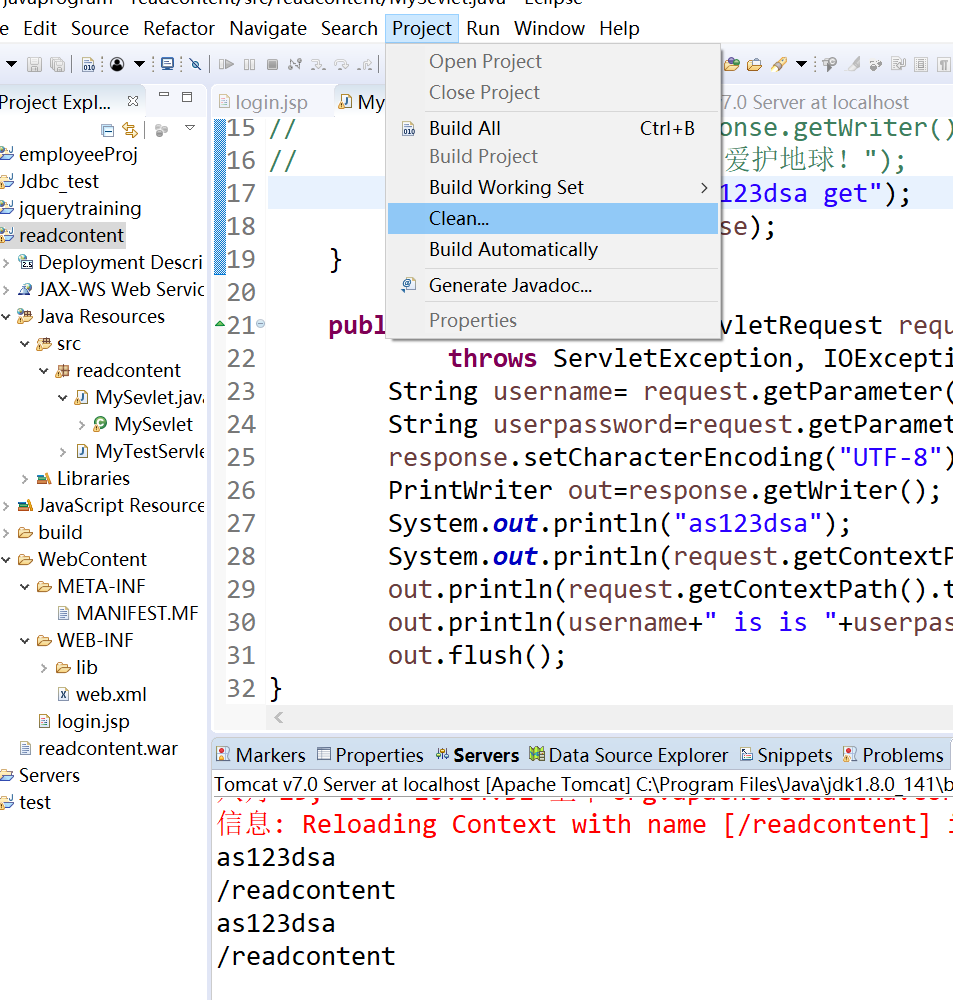 Edit Source Refactor Navigate Search Project Run Window Help
Project Expl...
login.jsp
My
7.0 Server at localhost
Open Project
Close Project
Build All Ctrl+B
Build Project
Build Working Set
Clean...
Build Automatically
Generate Javadoc...
Properties
employeeProj
Jdbc_test
jquerytraining
readcontent
Deployment Descri
JAX-WS Web Servic
Java Resources
src
readcontent
MySevlet.java
MySevlet
MyTestServle
Libraries
JavaScript Resource
build
WebContent
META-INF
MANIFEST.MF
WEB-INF
lib
web.xml
login.jsp
readcontent.war
Servers
test
15 // onse.getWriter()
16 // 爱护地球！");
17 123dsa get");
18 se);
19 }
20
21 publ vletRequest requ
22 throws ServletException, IOExcepti
23 String username= request.getParameter(
24 String userpassword=request.getParamet
25 response.setCharacterEncoding("UTF-8")
26 PrintWriter out=response.getWriter();
27 System.out.println("as123dsa");
28 System.out.println(request.getContextP
29 out.println(request.getContextPath().t
30 out.println(username+" is is "+userpas
31 out.flush();
32 }
Markers Properties Servers Data Source Explorer Snippets Problems
Tomcat v7.0 Server at localhost [Apache Tomcat] C:\Program Files\Java\jdk1.8.0_141\b
信息: Reloading Context with name [/readcontent] i
as123dsa
/readcontent
as123dsa
/readcontent